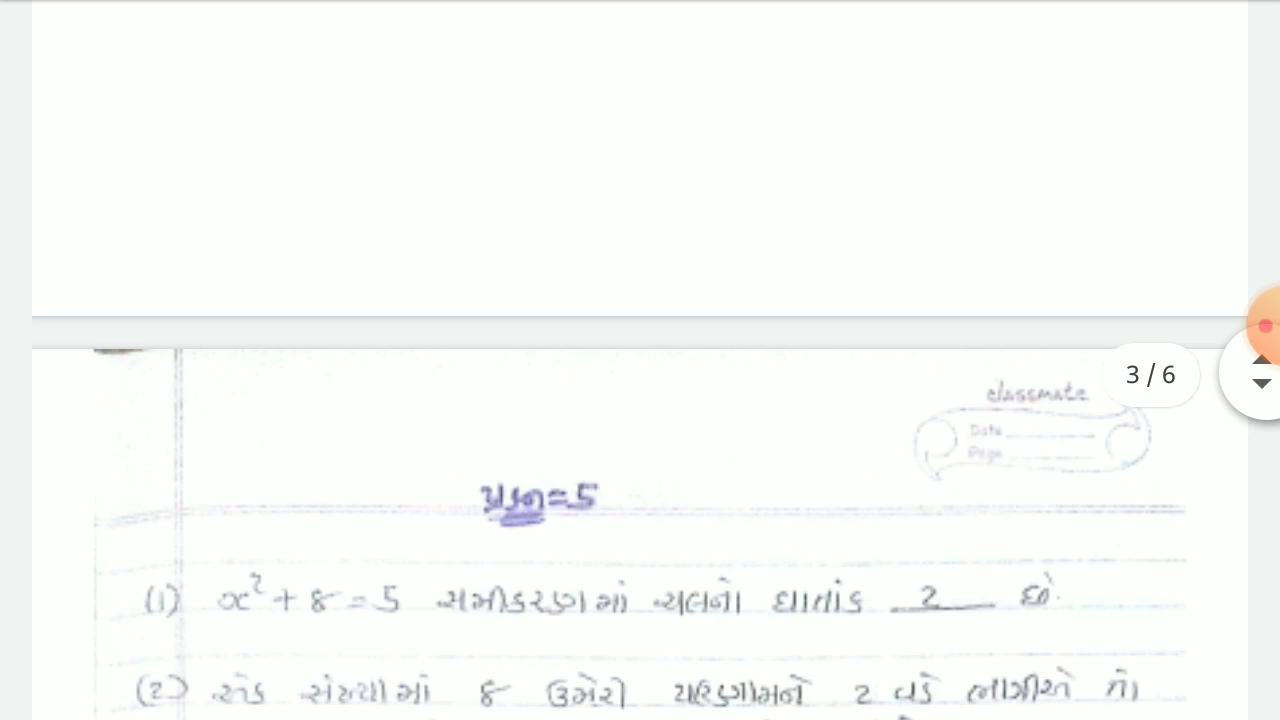 3 / 6
classmate
Date
Page
પ્રશ્ન = 5
(1) x² + 8 = 5 સમીકરણમાં ચલનો ઘાતાંક 2 છે.
(2) એક સંખ્યામાં 8 ઉમેરી પરિણામને 2 વડે ભાગીએ તો